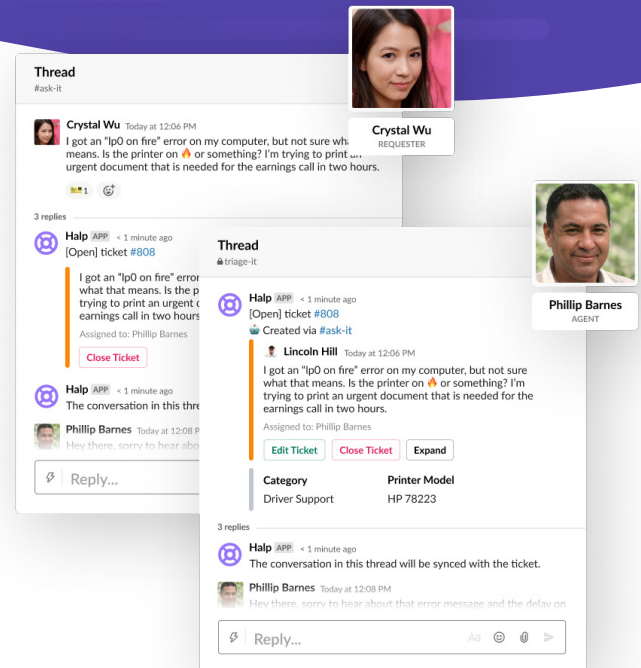 Thread
#ask-it
Crystal Wu Today at 12:06 PM
I got an "lp0 on fire" error on my computer, but not sure
means. Is the printer on 🔥 or something? I'm trying to print
urgent document that is needed for the earnings call in two hours.
1
3 replies
Halp APP < 1 minute ago
[Open] ticket #808
I got an "lp0 on fire" error
what that means. Is the
trying to print an urgent
earnings call in two hours
Assigned to: Phillip Barnes
Close Ticket
Halp APP < 1 minute ago
The conversation in this
Phillip Barnes Today at 12:08
Hey there, sorry to hear
Reply...
Crystal Wu
REQUESTER
Thread
triage-it
Halp APP < 1 minute ago
[Open] ticket #808
Created via #ask-it
Lincoln Hill Today at 12:06 PM
I got an "lp0 on fire" error on my computer, but not sure
what that means. Is the printer on 🔥 or something? I'm
trying to print an urgent document that is needed for the
earnings call in two hours.
Assigned to: Phillip Barnes
Edit Ticket Close Ticket Expand
Category Printer Model
Driver Support HP 78223
3 replies
Halp APP < 1 minute ago
The conversation in this thread will be synced with the ticket.
Phillip Barnes Today at 12:08 PM
Hey there, sorry to hear about that error message and the delay on
Reply...
Aa
Phillip Barnes
AGENT